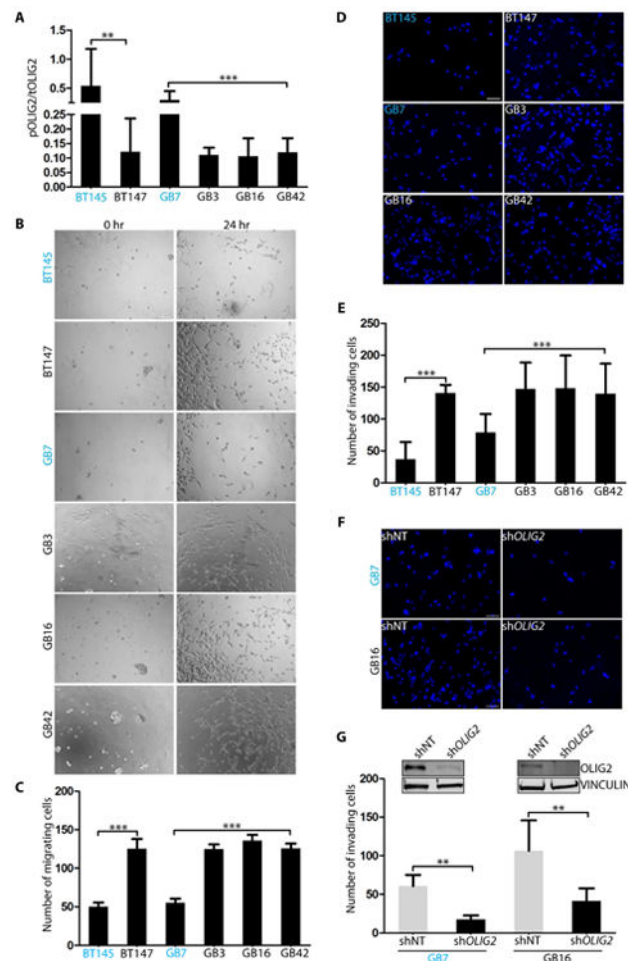 A
**
***
pOLIG2/tOLIG2
1.5
1.0
0.5
0.25
0.20
0.15
0.10
0.05
0.00
BT145 BT147 GB7 GB3 GB16 GB42
B
0 hr 24 hr
BT145
BT147
GB7
GB3
GB16
GB42
C
***
***
Number of migrating cells
150
100
50
0
BT145 BT147 GB7 GB3 GB16 GB42
D
BT145 BT147
GB7 GB3
GB16 GB42
E
***
***
Number of invading cells
250
200
150
100
50
0
BT145 BT147 GB7 GB3 GB16 GB42
F
shNT shOLIG2
GB7
shNT shOLIG2
GB16
G
shNT shOLIG2 shNT shOLIG2
OLIG2
VINCULIN
**
**
Number of invading cells
200
150
100
50
0
shNT shOLIG2 shNT shOLIG2
GB7 GB16